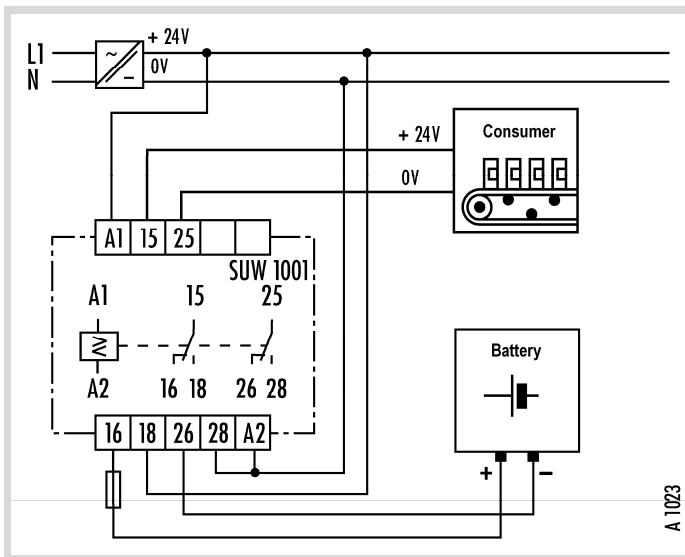 + 24V
L1
0V
N
+ 24V
Consumer
0V
A1 15 25
SUW 1001
A1 15 25
A2 16 18 26 28
Battery
16 18 26 28 A2
+ −
A 1023